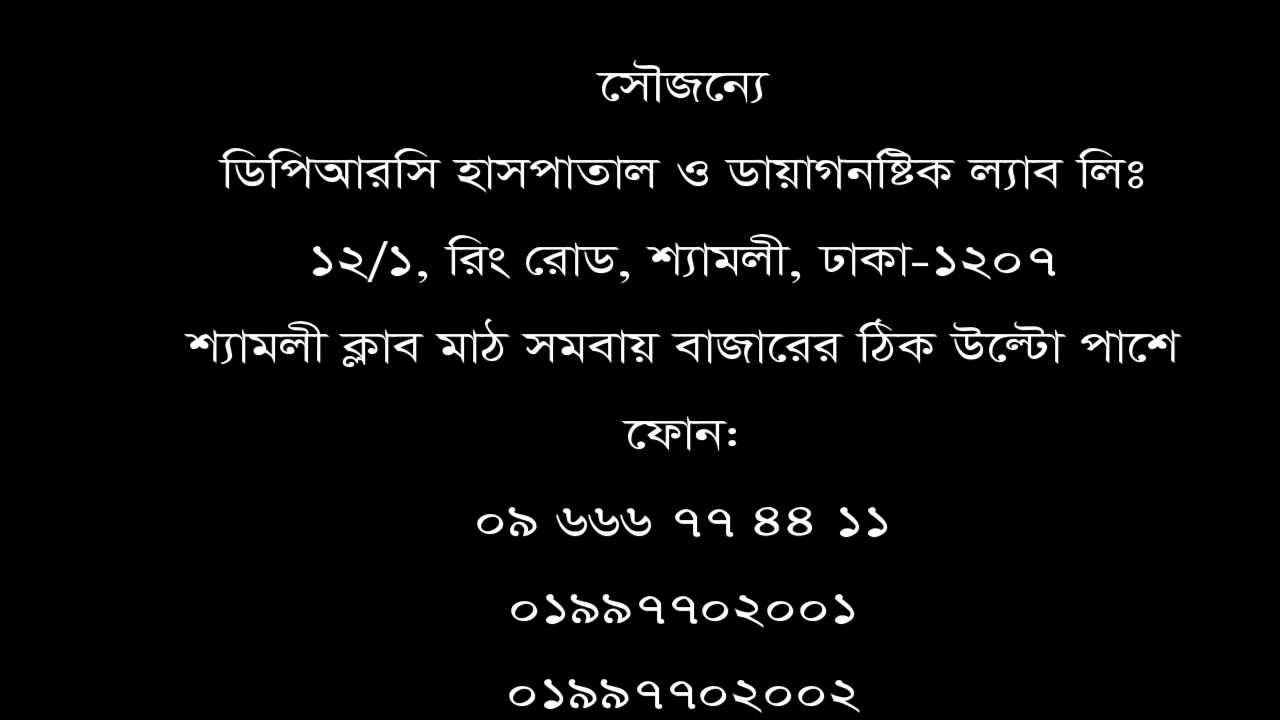 সৌজন্যে
ডিপিআরসি হাসপাতাল ও ডায়াগনষ্টিক ল্যাব লিঃ
১২/১, রিং রোড, শ্যামলী, ঢাকা-১২০৭
শ্যামলী ক্লাব মাঠ সমবায় বাজারের ঠিক উল্টো পাশে
ফোন:
০৯ ৬৬৬ ৭৭ ৪৪ ১১
০১৯৯৭৭০২০০১
০১৯৯৭৭০২০০২